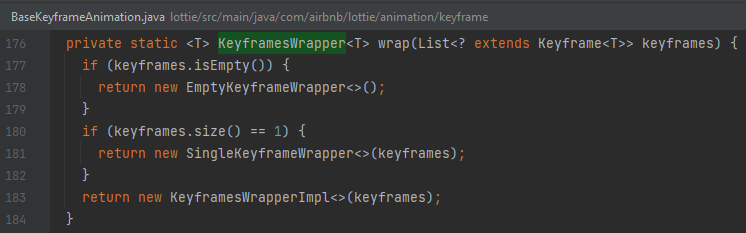 BaseKeyframeAnimation.java lottie/src/main/java/com/airbnb/lottie/animation/keyframe
176 private static <T> KeyframesWrapper<T> wrap(List<? extends Keyframe<T>> keyframes) {
177 if (keyframes.isEmpty()) {
178 return new EmptyKeyframeWrapper<>();
179 }
180 if (keyframes.size() == 1) {
181 return new SingleKeyframeWrapper<>(keyframes);
182 }
183 return new KeyframesWrapperImpl<>(keyframes);
184 }